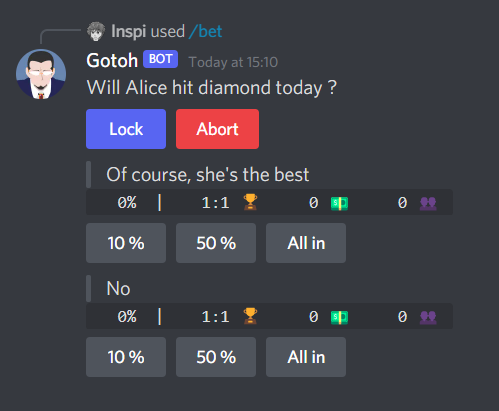 Inspi used /bet
Gotoh BOT Today at 15:10
Will Alice hit diamond today ?
Lock Abort
Of course, she's the best
0% | 1:1 🏆 0 💵 0 👥
10 % 50 % All in
No
0% | 1:1 🏆 0 💵 0 👥
10 % 50 % All in